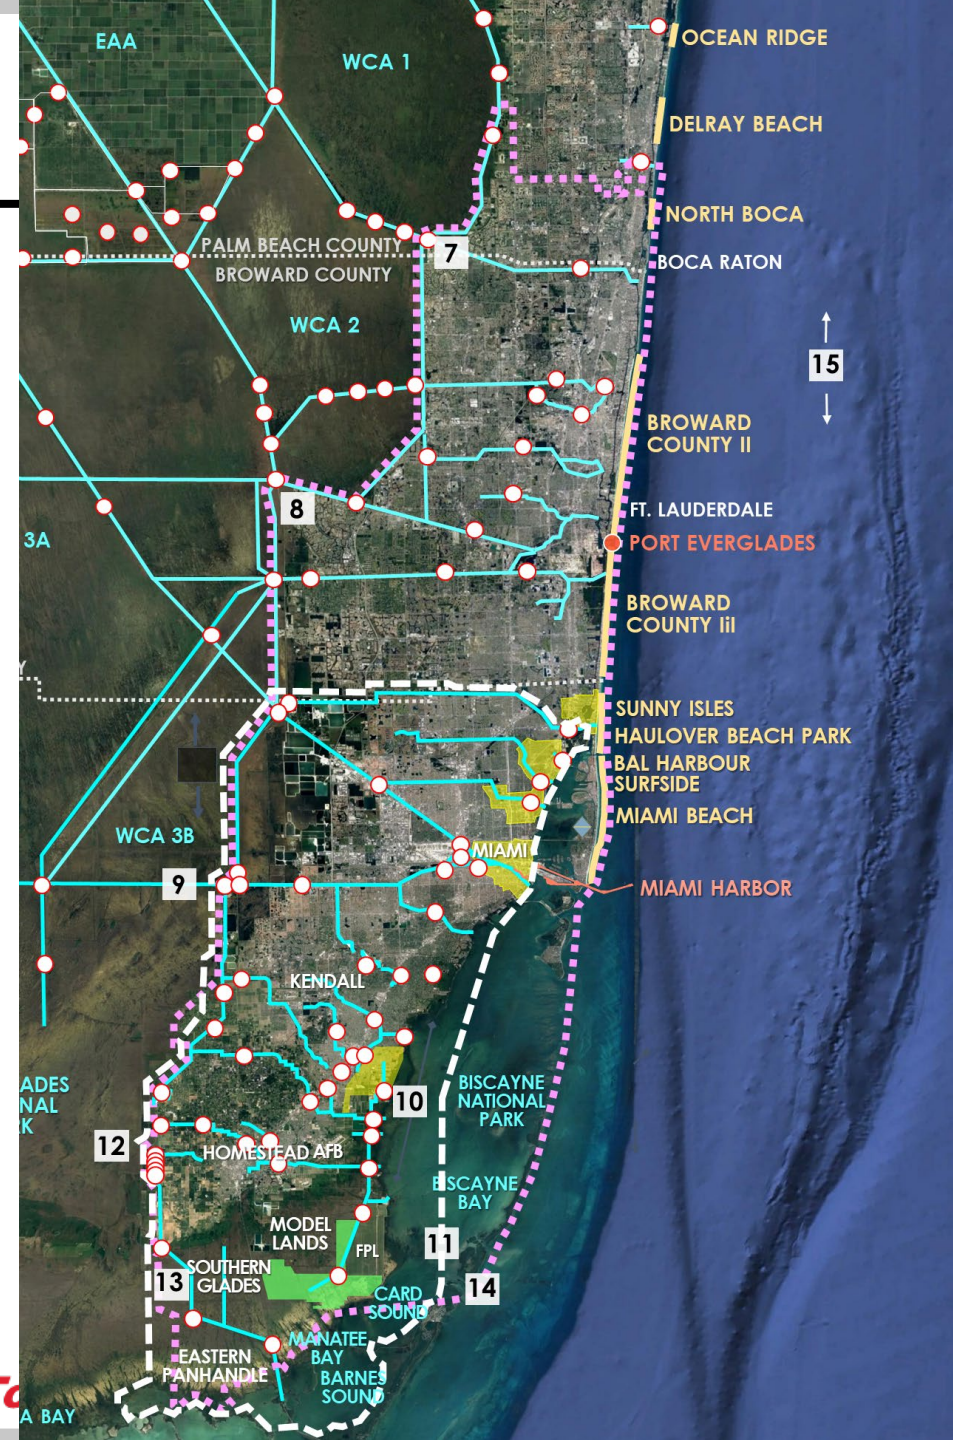 EAA
WCA 1
OCEAN RIDGE
DELRAY BEACH
NORTH BOCA
PALM BEACH COUNTY
7
BOCA RATON
BROWARD COUNTY
WCA 2
15
BROWARD
COUNTY II
8
FT. LAUDERDALE
3A
PORT EVERGLADES
BROWARD
COUNTY Iii
Y
SUNNY ISLES
HAULOVER BEACH PARK
BAL HARBOUR
SURFSIDE
MIAMI BEACH
WCA 3B
MIAMI
9
MIAMI HARBOR
KENDALL
ADES
NAL
K
BISCAYNE
NATIONAL
PARK
10
12
HOMESTEAD AFB
BISCAYNE
BAY
MODEL
LANDS
11
FPL
SOUTHERN
GLADES
13
14
CARD
SOUND
MANATEE
BAY
EASTERN
PANHANDLE
BARNES
SOUND
To
A BAY